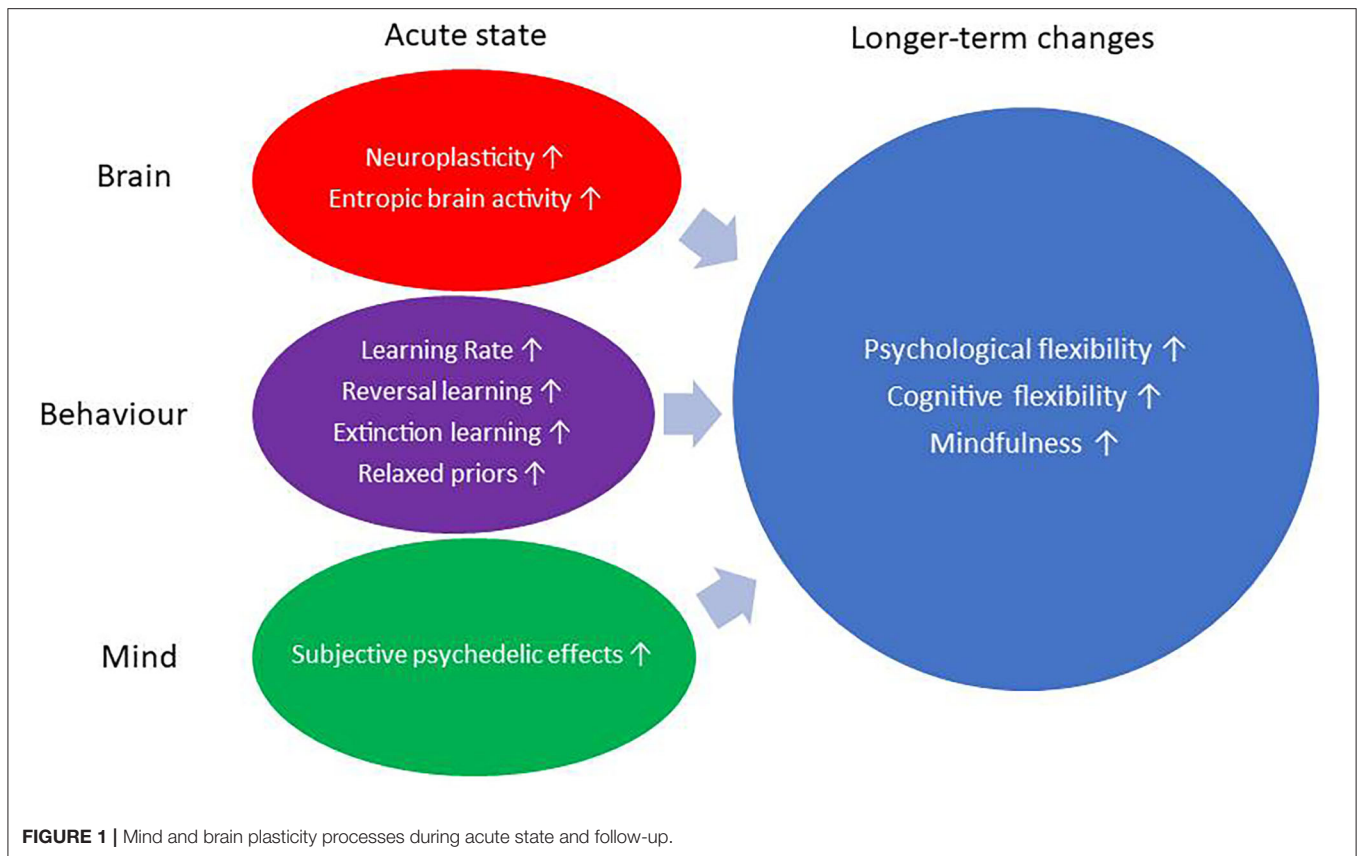 Acute state
Longer-term changes
Brain
Neuroplasticity ↑
Entropic brain activity ↑
Behaviour
Learning Rate ↑
Reversal learning ↑
Extinction learning ↑
Relaxed priors ↑
Mind
Subjective psychedelic effects ↑
Psychological flexibility ↑
Cognitive flexibility ↑
Mindfulness ↑
FIGURE 1 | Mind and brain plasticity processes during acute state and follow-up.